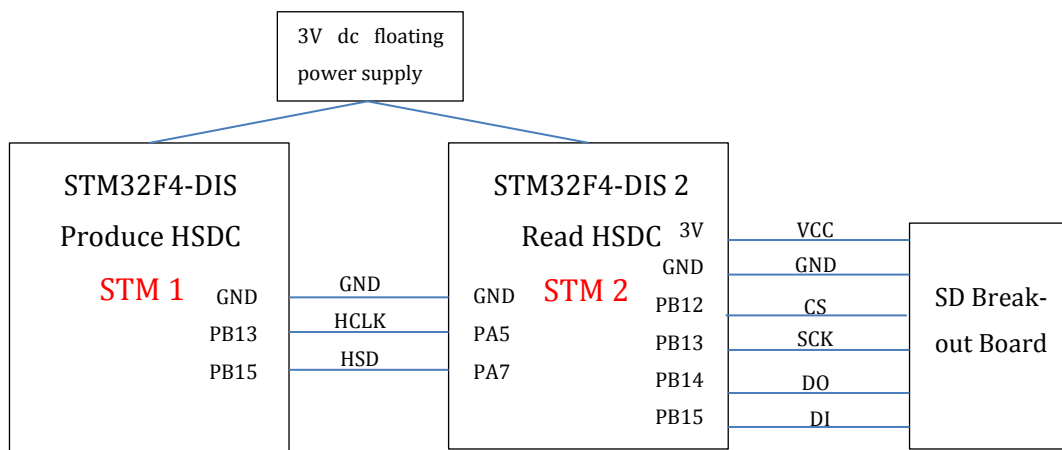 3V dc floating
power supply
STM32F4-DIS
Produce HSDC
STM 1
GND
PB13
PB15
GND
HCLK
HSD
STM32F4-DIS 2
Read HSDC
STM 2
GND
PA5
PA7
3V
GND
PB12
PB13
PB14
PB15
VCC
GND
CS
SCK
DO
DI
SD Break-
out Board